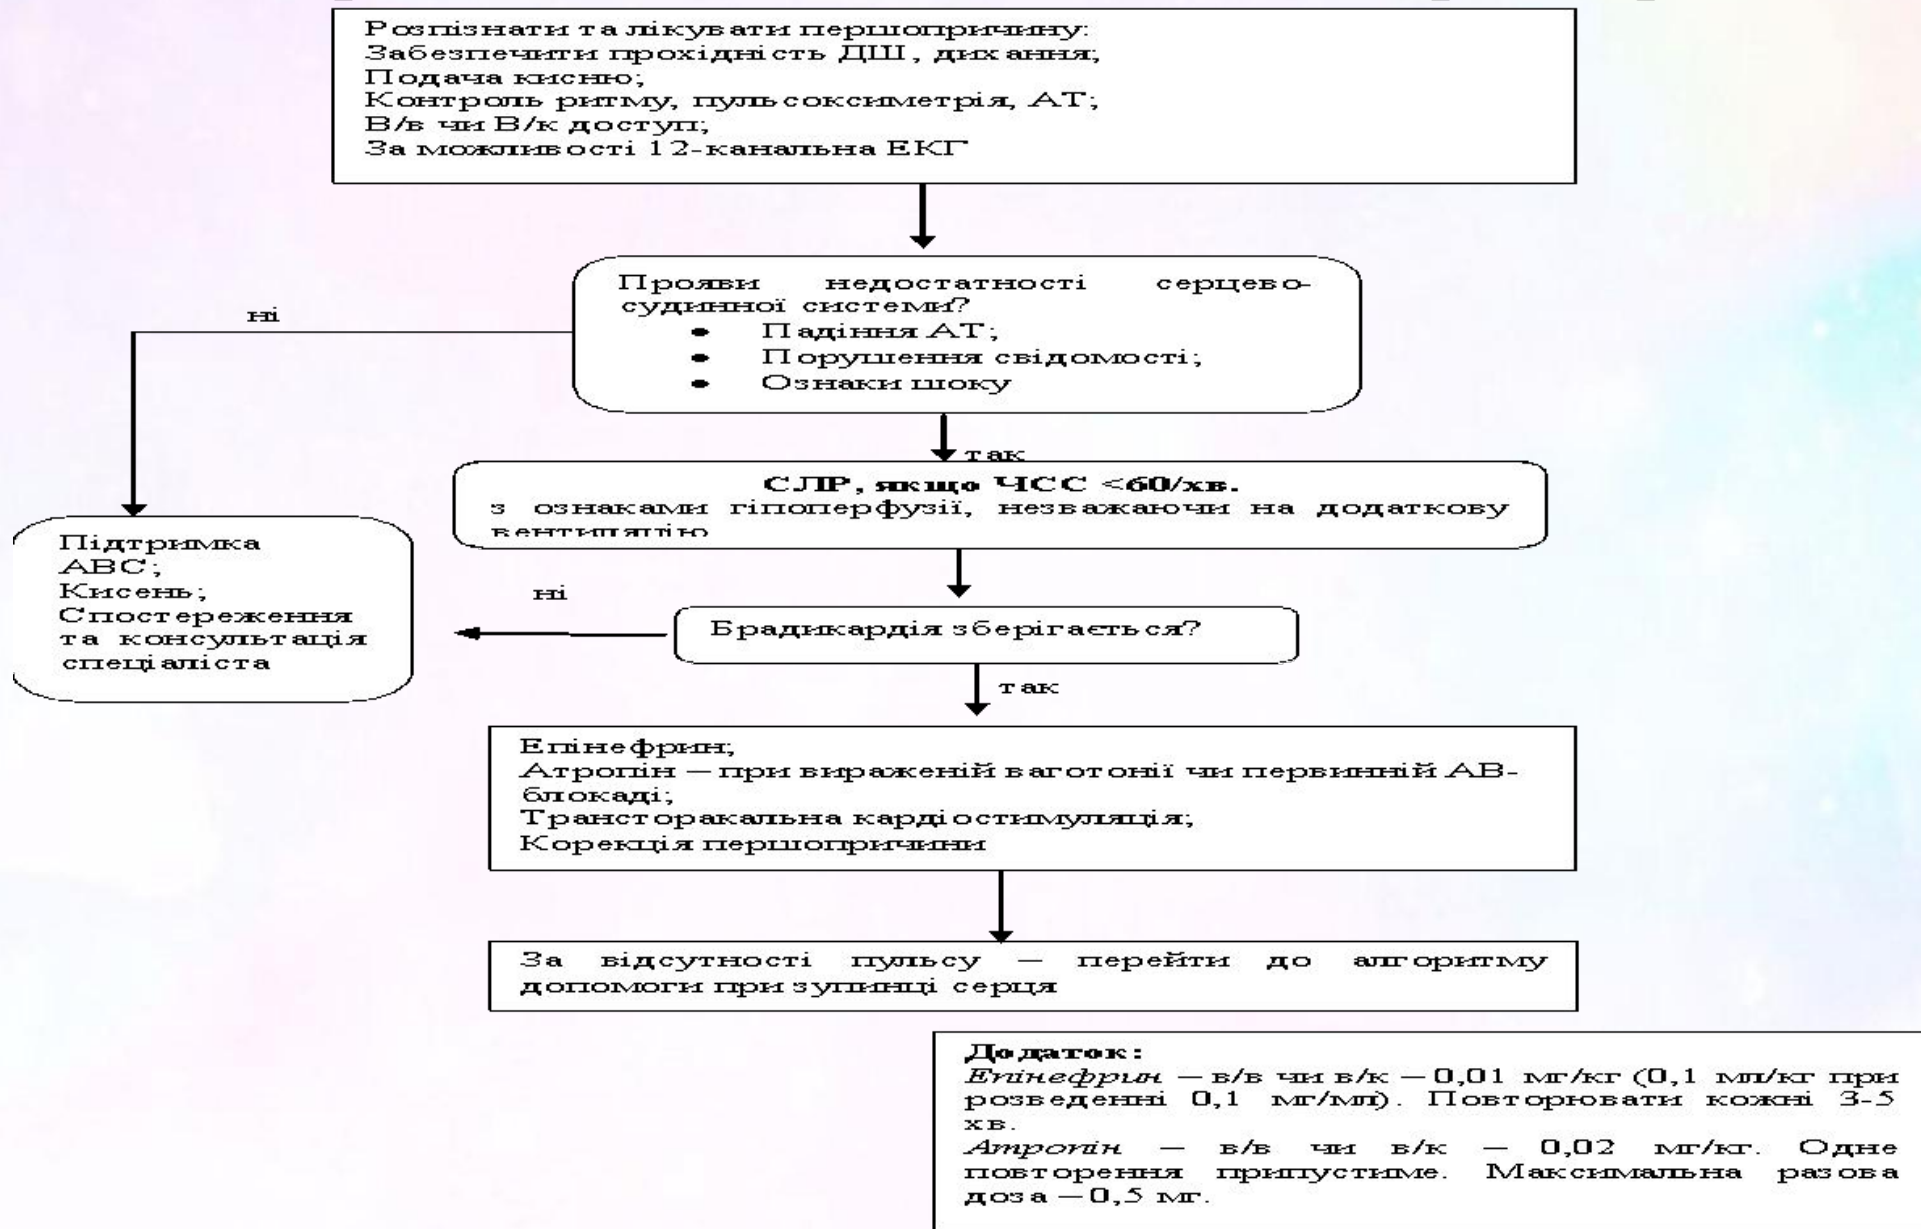 Розпізнати та лікувати першопричину:
Забезпечити прохідність ДШ, дихання;
Подача кисню;
Контроль ритму, пульсоксиметрія, АТ;
В/в чи В/к доступ;
За можливості 12-канальна ЕКГ
Прояви недостатності серцево-
судинної системи?
• Падіння АТ;
• Порушення свідомості;
• Ознаки шоку
ні
так
СЛР, якщо ЧСС <60/хв.
з ознаками гіпоперфузії, незважаючи на додаткову
вентиляцію
Підтримка
АВС;
Кисень;
Спостереження
та консультація
спеціаліста
ні
Брадикардія зберігається?
так
Епінефрин;
Атропін – при вираженій ваготонії чи первинній АВ-
блокаді;
Трансторакальна кардіостимуляція;
Корекція першопричини
За відсутності пульсу – перейти до алгоритму
допомоги при зупинці серця
Додаток:
Епінефрин – в/в чи в/к – 0,01 мг/кг (0,1 мл/кг при
розведенні 0,1 мг/мл). Повторювати кожні 3-5
хв.
Атропін – в/в чи в/к – 0,02 мг/кг. Одне
повторення припустиме. Максимальна разова
доза – 0,5 мг.